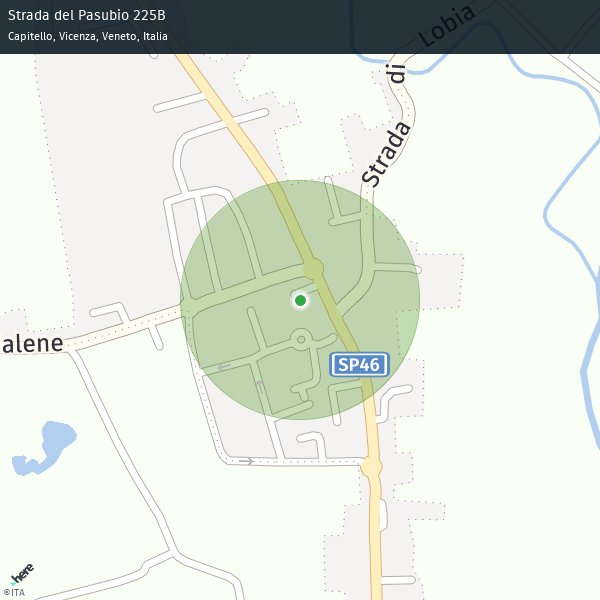 Strada del Pasubio 225B
Capitello, Vicenza, Veneto, Italia
Strada di Lobia
alene
SP46
here
©ITA